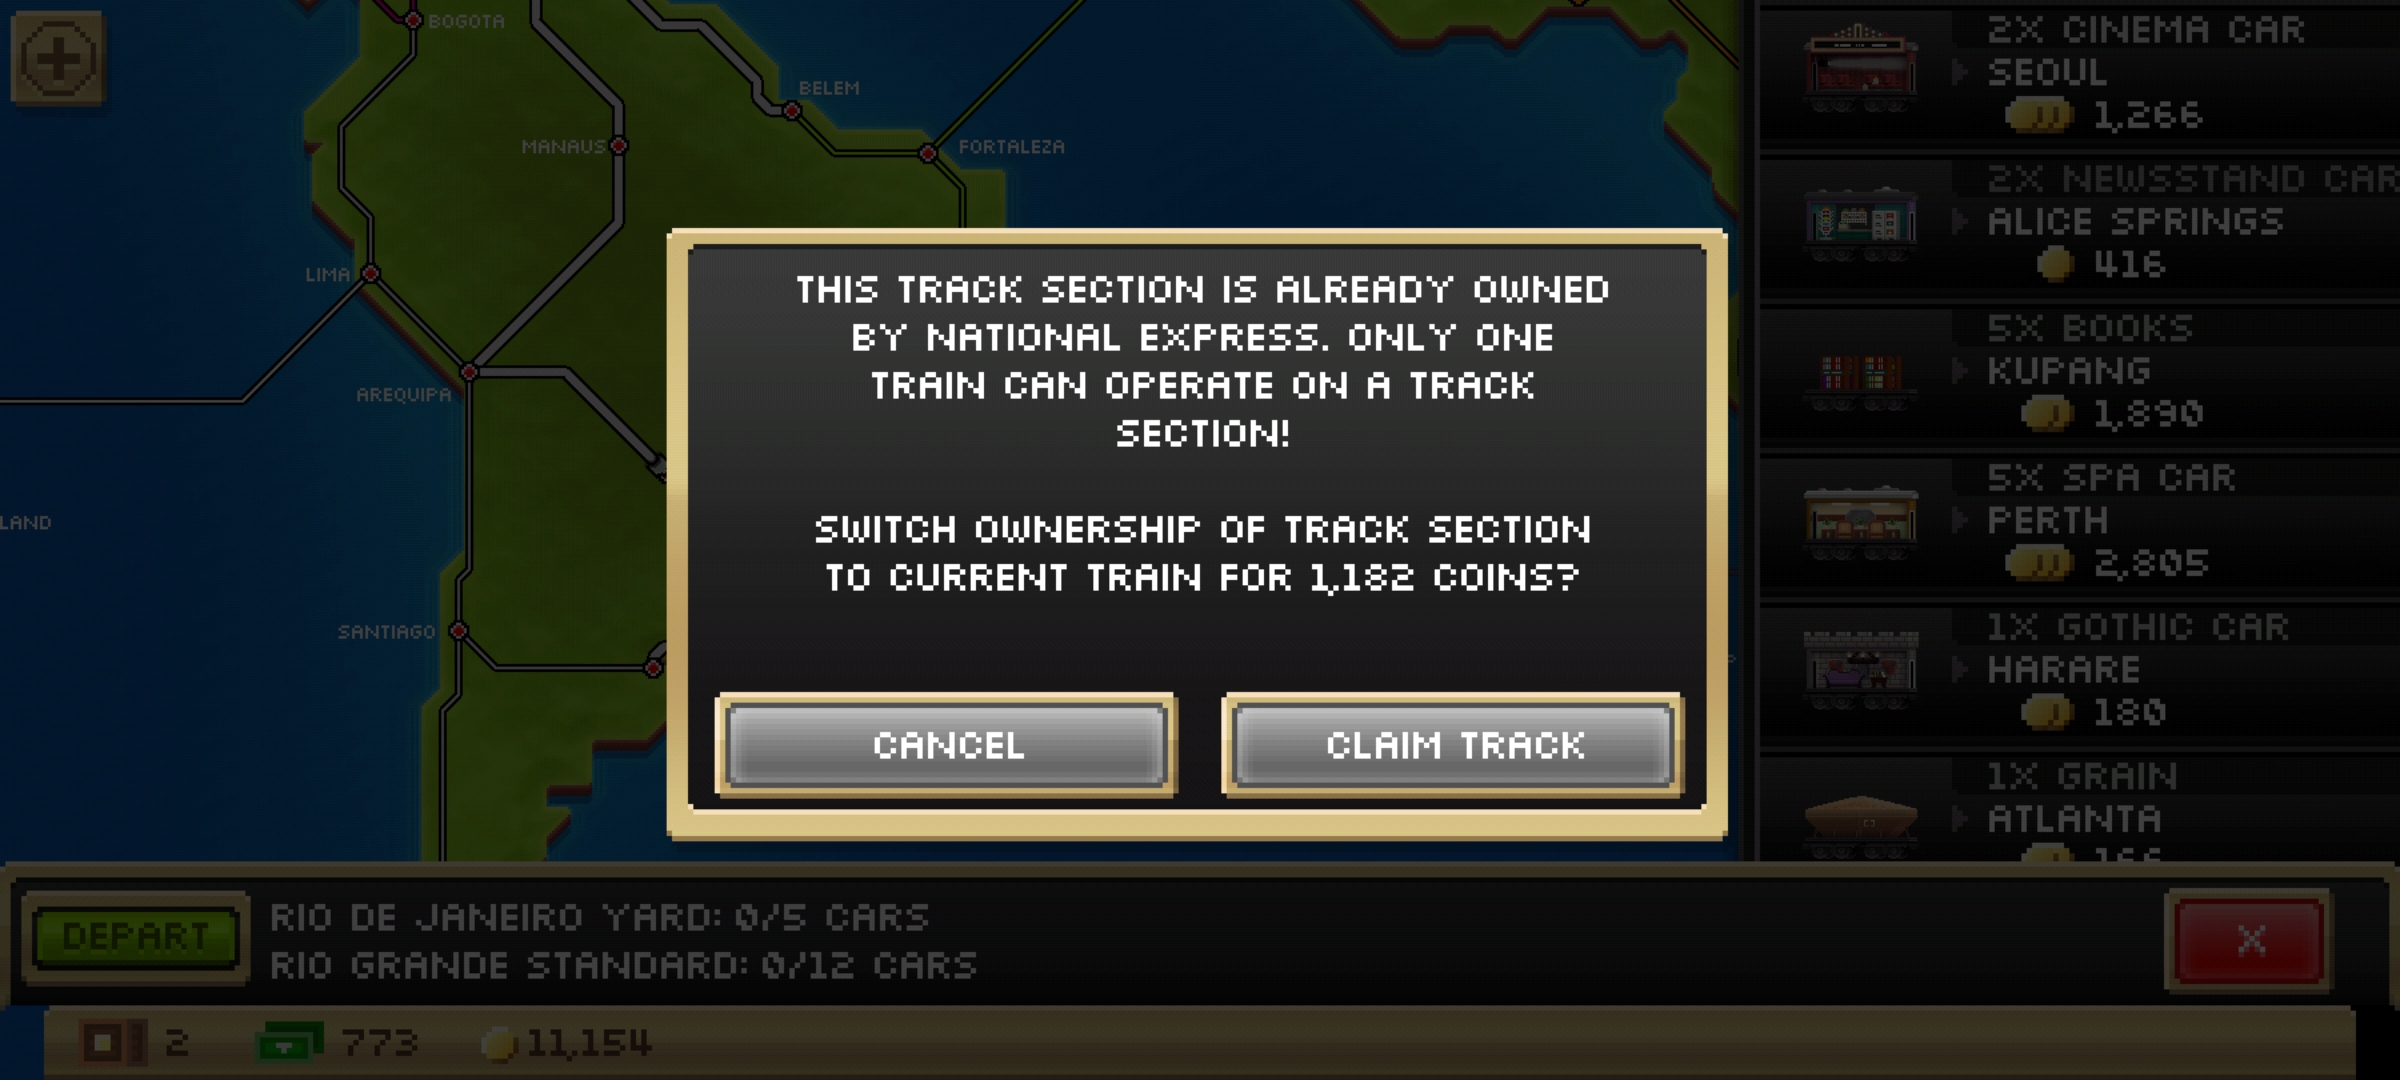 BOGOTA
BELEM
MANAUS
FORTALEZA
LIMA
AREQUIPA
LAND
SANTIAGO
THIS TRACK SECTION IS ALREADY OWNED
BY NATIONAL EXPRESS. ONLY ONE
TRAIN CAN OPERATE ON A TRACK
SECTION!
SWITCH OWNERSHIP OF TRACK SECTION
TO CURRENT TRAIN FOR 1,182 COINS?
CANCEL
CLAIM TRACK
2X CINEMA CAR
SEOUL
1,266
2X NEWSSTAND CAR
ALICE SPRINGS
416
5X BOOKS
KUPANG
1,890
5X SPA CAR
PERTH
2,805
1X GOTHIC CAR
HARARE
180
1X GRAIN
ATLANTA
166
DEPART
RIO DE JANEIRO YARD: 0/5 CARS
RIO GRANDE STANDARD: 0/12 CARS
X
2
773
11,154